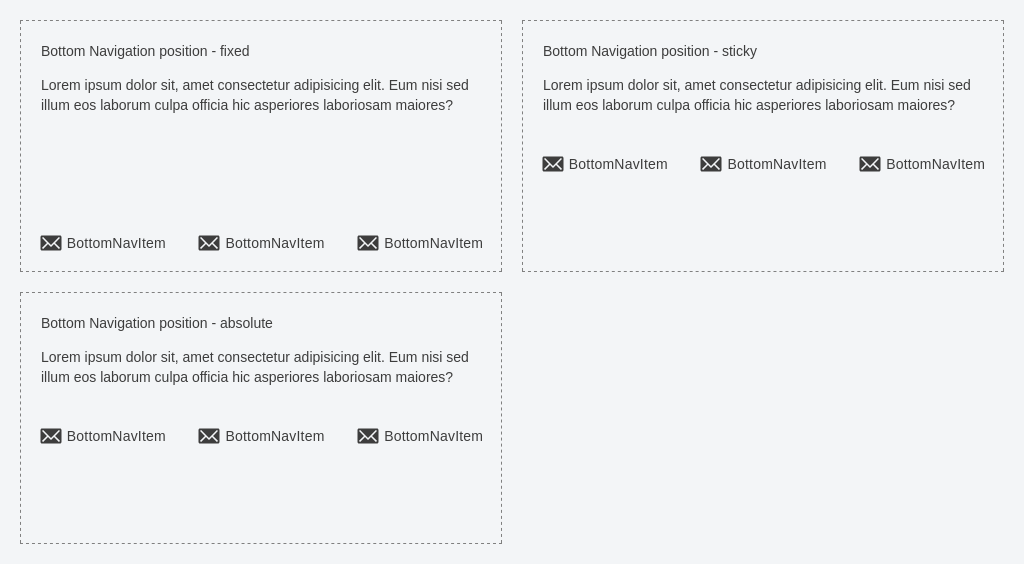 Bottom Navigation position - fixed
Lorem ipsum dolor sit, amet consectetur adipisicing elit. Eum nisi sed
illum eos laborum culpa officia hic asperiores laboriosam maiores?
BottomNavItem BottomNavItem BottomNavItem
Bottom Navigation position - sticky
Lorem ipsum dolor sit, amet consectetur adipisicing elit. Eum nisi sed
illum eos laborum culpa officia hic asperiores laboriosam maiores?
BottomNavItem BottomNavItem BottomNavItem
Bottom Navigation position - absolute
Lorem ipsum dolor sit, amet consectetur adipisicing elit. Eum nisi sed
illum eos laborum culpa officia hic asperiores laboriosam maiores?
BottomNavItem BottomNavItem BottomNavItem